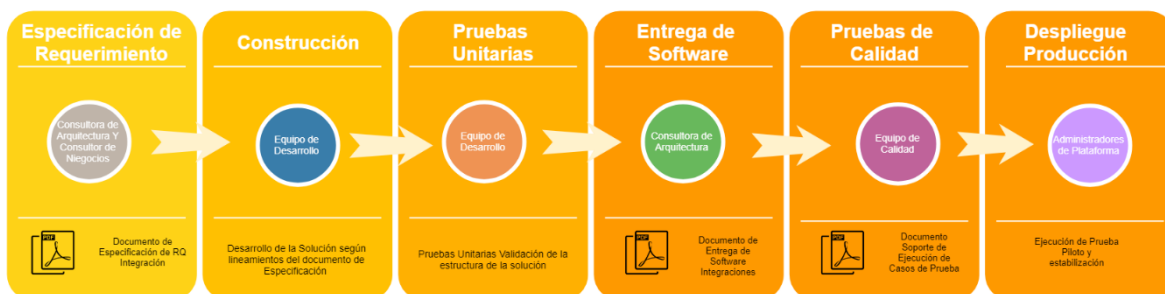 Especificación de
Requerimiento
Consultora de
Arquitectura Y
Consultor de
Niegocios
PDF
Documento de
Especificación de RQ
Integración
Construcción
Equipo de
Desarrollo
Desarrollo de la Solución según
lineamientos del documento de
Especificación
Pruebas
Unitarias
Equipo de
Desarrollo
Pruebas Unitarias Validación de la
estructura de la solución
Entrega de
Software
Consultora de
Arquitectura
PDF
Documento de
Entrega de
Software
Integraciones
Pruebas de
Calidad
Equipo de
Calidad
PDF
Documento
Soporte de
Ejecución de
Casos de Prueba
Despliegue
Producción
Administradores
de Plataforma
Ejecución de Prueba
Piloto y
estabilización